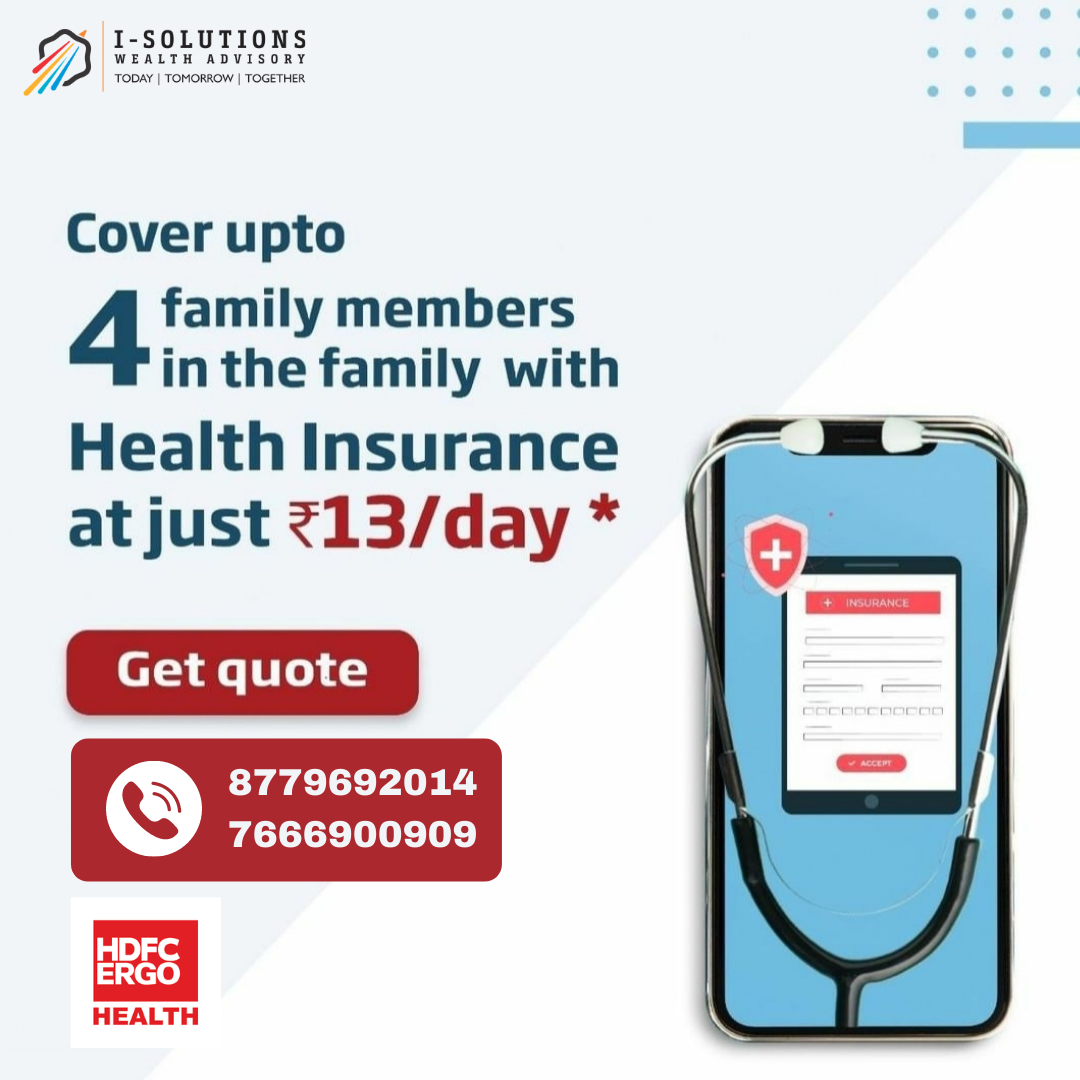 I-SOLUTIONS
WEALTH ADVISORY
TODAY | TOMORROW | TOGETHER
Cover upto
4 family members
in the family with
Health Insurance
at just ₹13/day *
Get quote
8779692014
7666900909
HDFC
ERGO
HEALTH
INSURANCE
ACCEPT